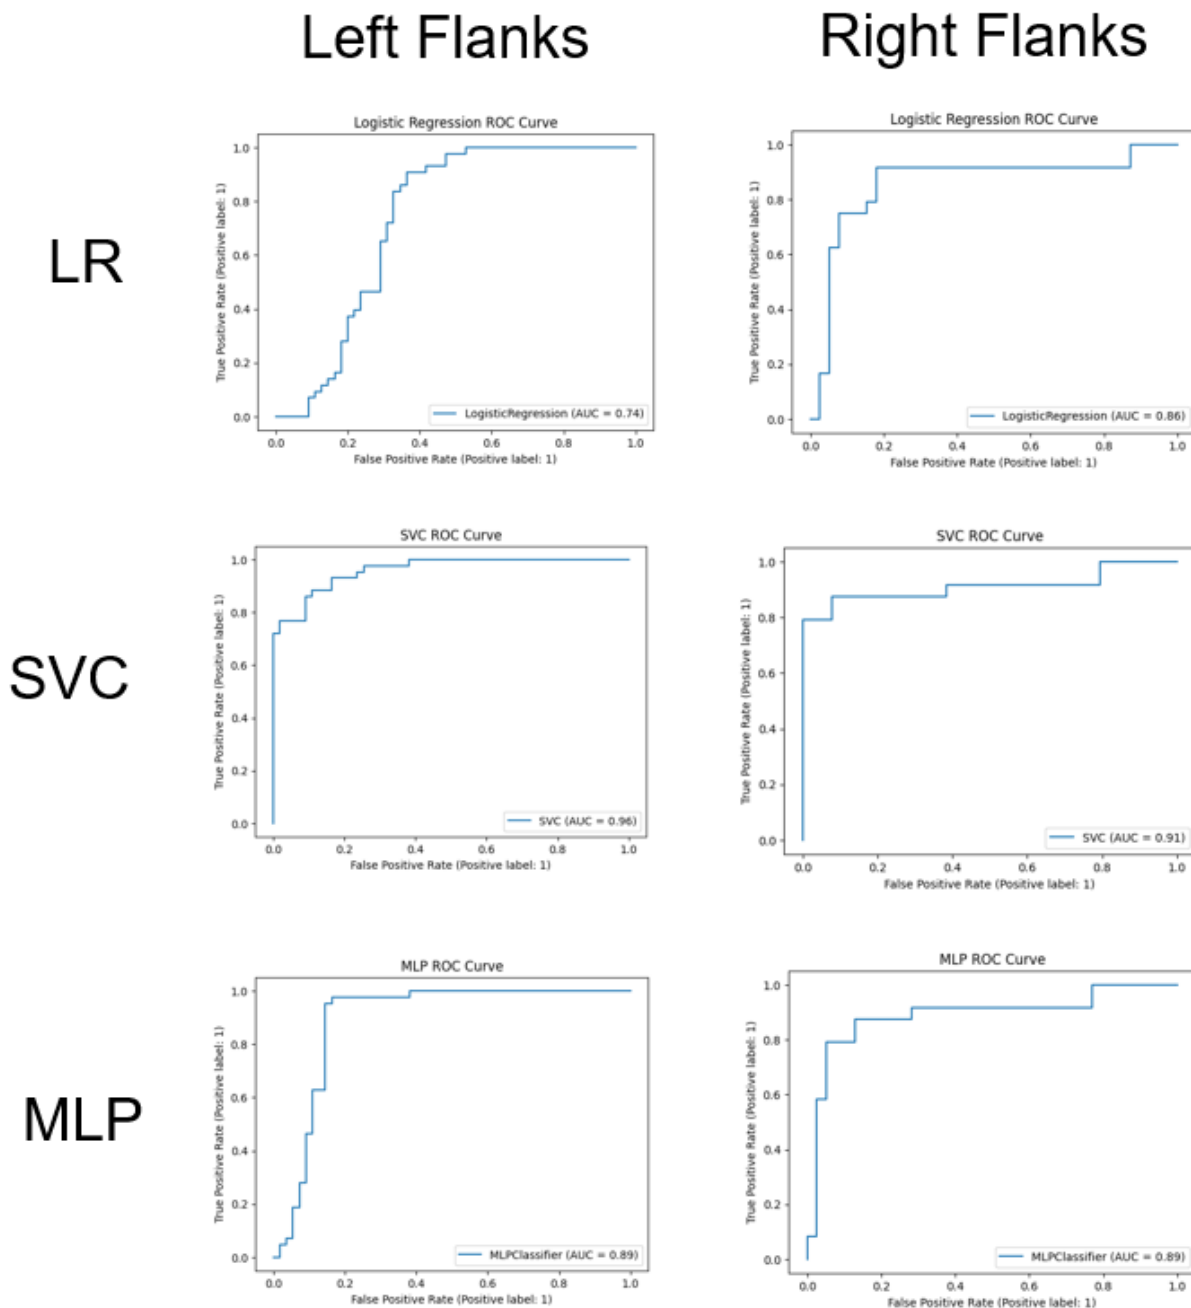 Left Flanks
Right Flanks
LR
Logistic Regression ROC Curve
True Positive Rate (Positive label: 1)
1.0
0.8
0.6
0.4
0.2
0.0
LogisticRegression (AUC = 0.74)
0.0 0.2 0.4 0.6 0.8 1.0
False Positive Rate (Positive label: 1)
Logistic Regression ROC Curve
True Positive Rate (Positive label: 1)
1.0
0.8
0.6
0.4
0.2
0.0
LogisticRegression (AUC = 0.86)
0.0 0.2 0.4 0.6 0.8 1.0
False Positive Rate (Positive label: 1)
SVC
SVC ROC Curve
True Positive Rate (Positive label: 1)
1.0
0.8
0.6
0.4
0.2
0.0
SVC (AUC = 0.96)
0.0 0.2 0.4 0.6 0.8 1.0
False Positive Rate (Positive label: 1)
SVC ROC Curve
True Positive Rate (Positive label: 1)
1.0
0.8
0.6
0.4
0.2
0.0
SVC (AUC = 0.91)
0.0 0.2 0.4 0.6 0.8 1.0
False Positive Rate (Positive label: 1)
MLP
MLP ROC Curve
True Positive Rate (Positive label: 1)
1.0
0.8
0.6
0.4
0.2
0.0
MLPClassifier (AUC = 0.89)
0.0 0.2 0.4 0.6 0.8 1.0
False Positive Rate (Positive label: 1)
MLP ROC Curve
True Positive Rate (Positive label: 1)
1.0
0.8
0.6
0.4
0.2
0.0
MLPClassifier (AUC = 0.89)
0.0 0.2 0.4 0.6 0.8 1.0
False Positive Rate (Positive label: 1)